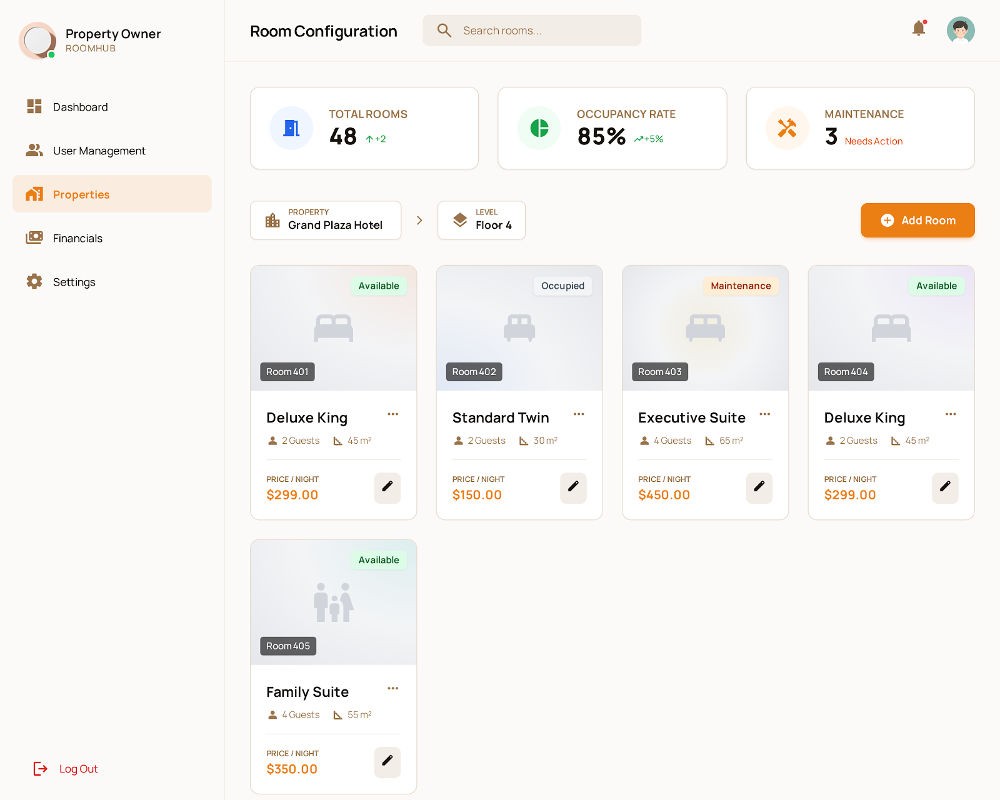 Property Owner
ROOMHUB
Dashboard
User Management
Properties
Financials
Settings
Log Out
Room Configuration
Search rooms...
TOTAL ROOMS
48 +2
OCCUPANCY RATE
85% +5%
MAINTENANCE
3 Needs Action
PROPERTY
Grand Plaza Hotel
LEVEL
Floor 4
Add Room
Available
Room 401
Deluxe King
2 Guests 45 m²
PRICE / NIGHT
$299.00
Occupied
Room 402
Standard Twin
2 Guests 30 m²
PRICE / NIGHT
$150.00
Maintenance
Room 403
Executive Suite
4 Guests 65 m²
PRICE / NIGHT
$450.00
Available
Room 404
Deluxe King
2 Guests 45 m²
PRICE / NIGHT
$299.00
Available
Room 405
Family Suite
4 Guests 55 m²
PRICE / NIGHT
$350.00